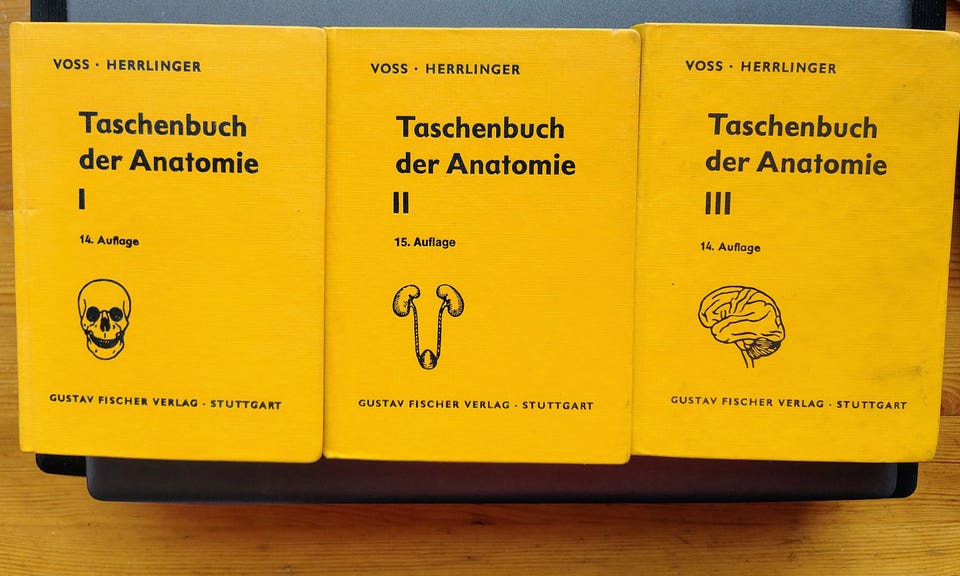 VOSS · HERRLINGER
Taschenbuch
der Anatomie
I
14. Auflage
GUSTAV FISCHER VERLAG · STUTTGART
VOSS · HERRLINGER
Taschenbuch
der Anatomie
II
15. Auflage
GUSTAV FISCHER VERLAG · STUTTGART
VOSS · HERRLINGER
Taschenbuch
der Anatomie
III
14. Auflage
GUSTAV FISCHER VERLAG · STUTTGART